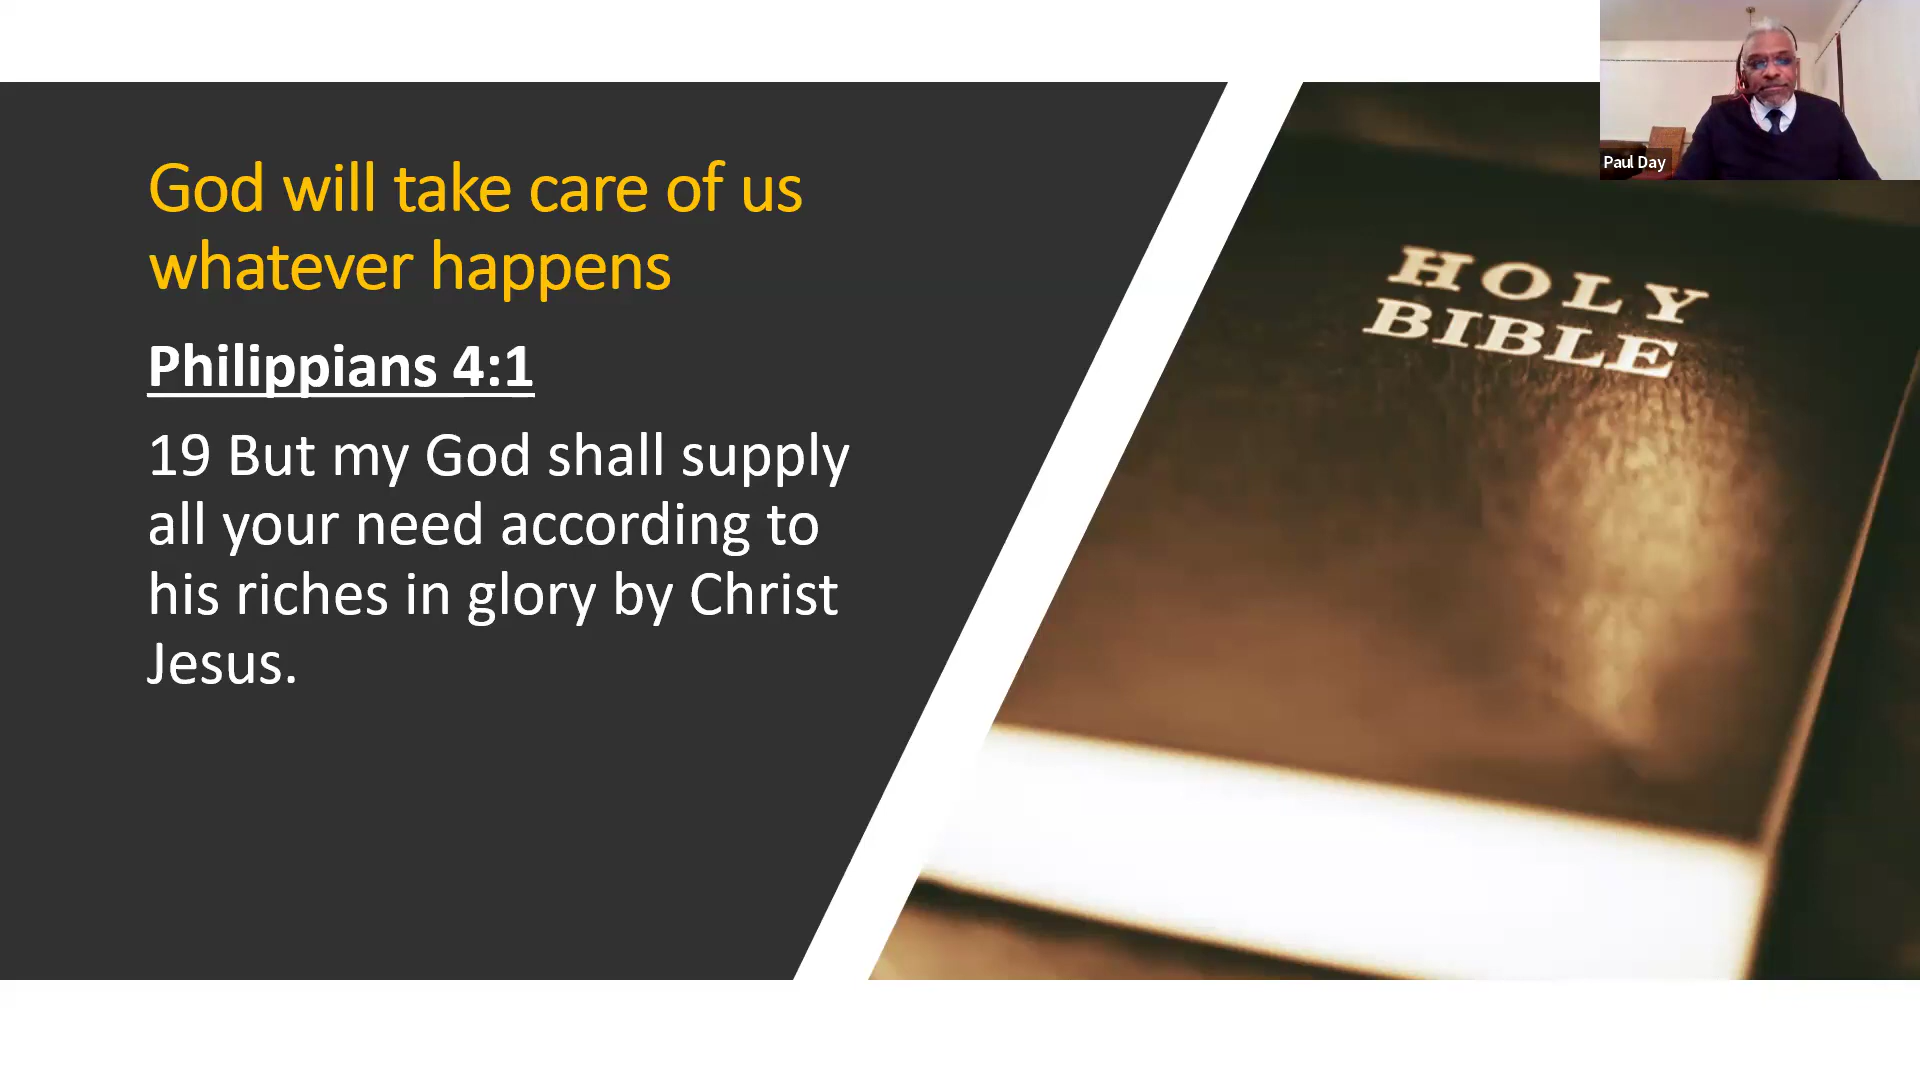 God will take care of us
whatever happens
Philippians 4:1
19 But my God shall supply
all your need according to
his riches in glory by Christ
Jesus.
HOLY
BIBLE
Paul Day